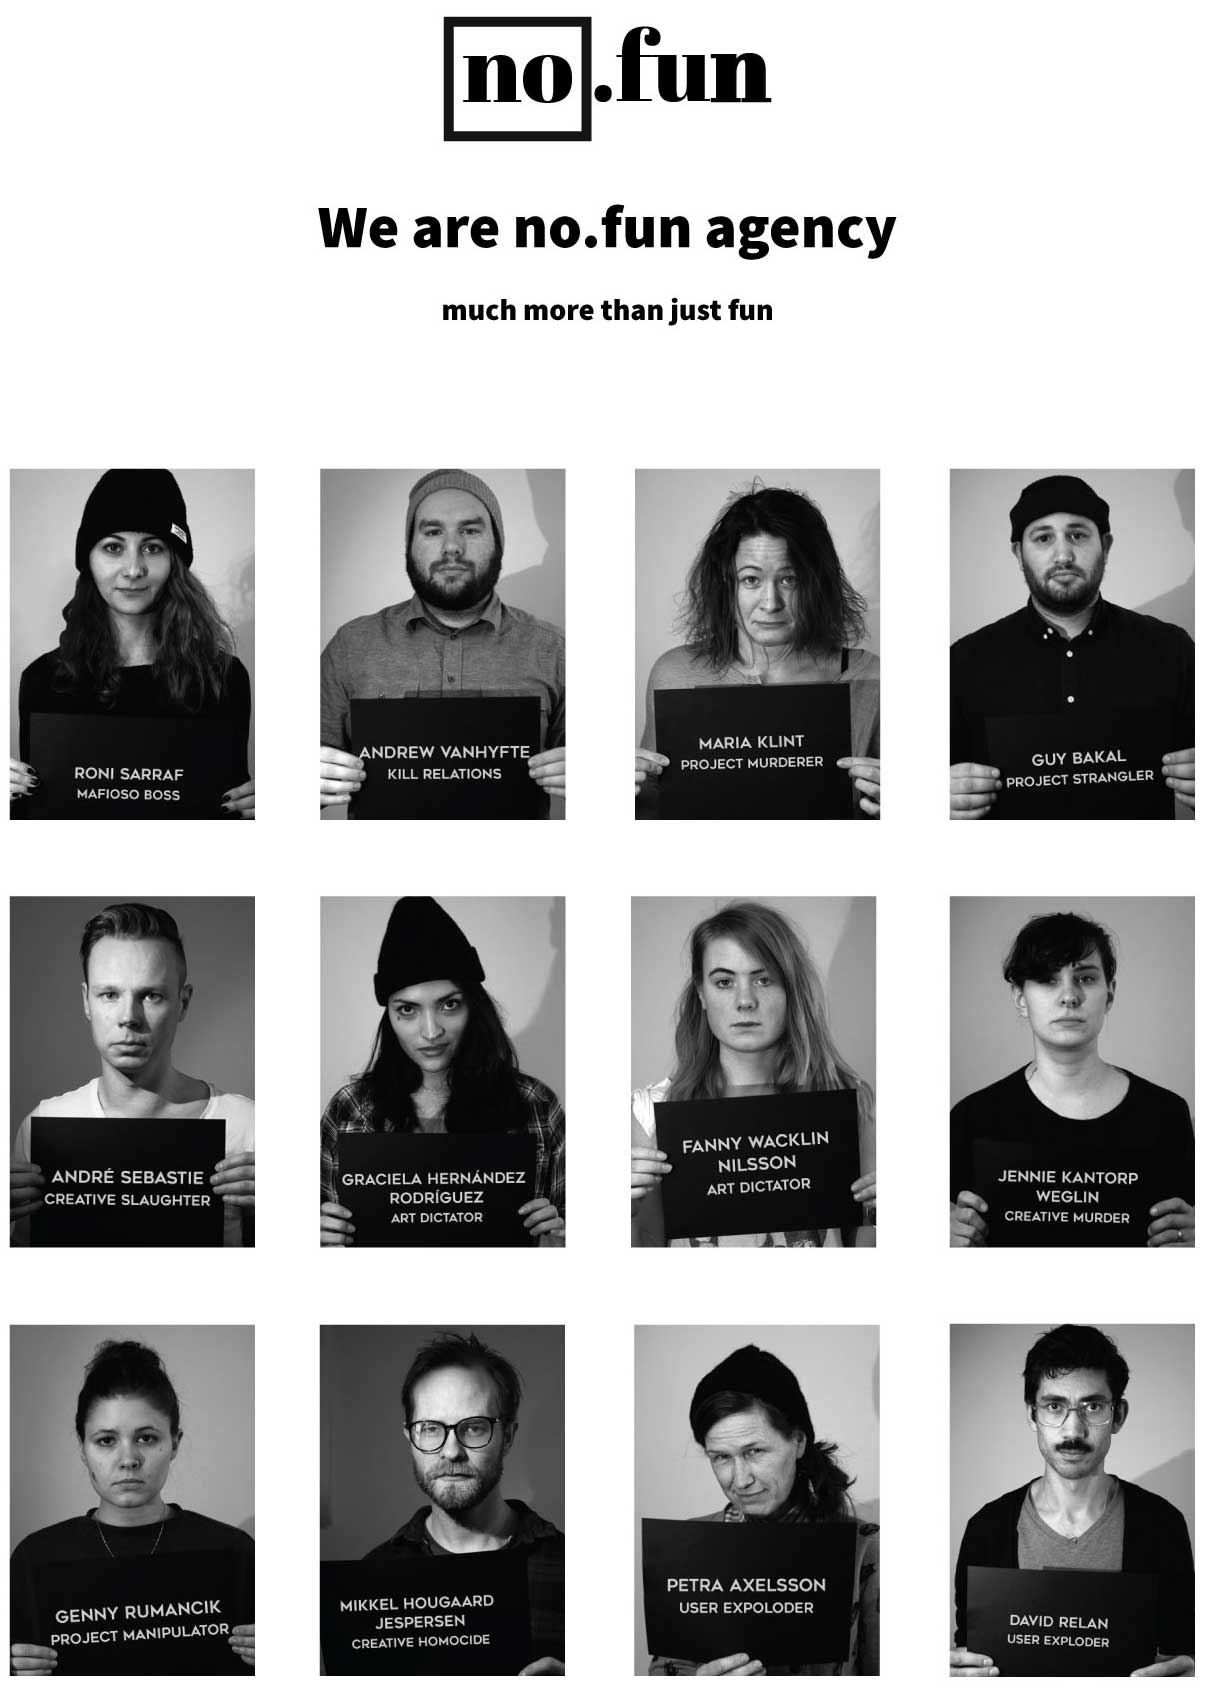 no.fun
We are no.fun agency
much more than just fun
RONI SARRAF
MAFIOSO BOSS
ANDREW VANHYFTE
KILL RELATIONS
MARIA KLINT
PROJECT MURDERER
GUY BAKAL
PROJECT STRANGLER
ANDRÉ SEBASTIE
CREATIVE SLAUGHTER
GRACIELA HERNÁNDEZ
RODRÍGUEZ
ART DICTATOR
FANNY WACKLIN
NILSSON
ART DICTATOR
JENNIE KANTORP
WEGLIN
CREATIVE MURDER
GENNY RUMANCIK
PROJECT MANIPULATOR
MIKKEL HOUGAARD
JESPERSEN
CREATIVE HOMOCIDE
PETRA AXELSSON
USER EXPOLODER
DAVID RELAN
USER EXPLODER